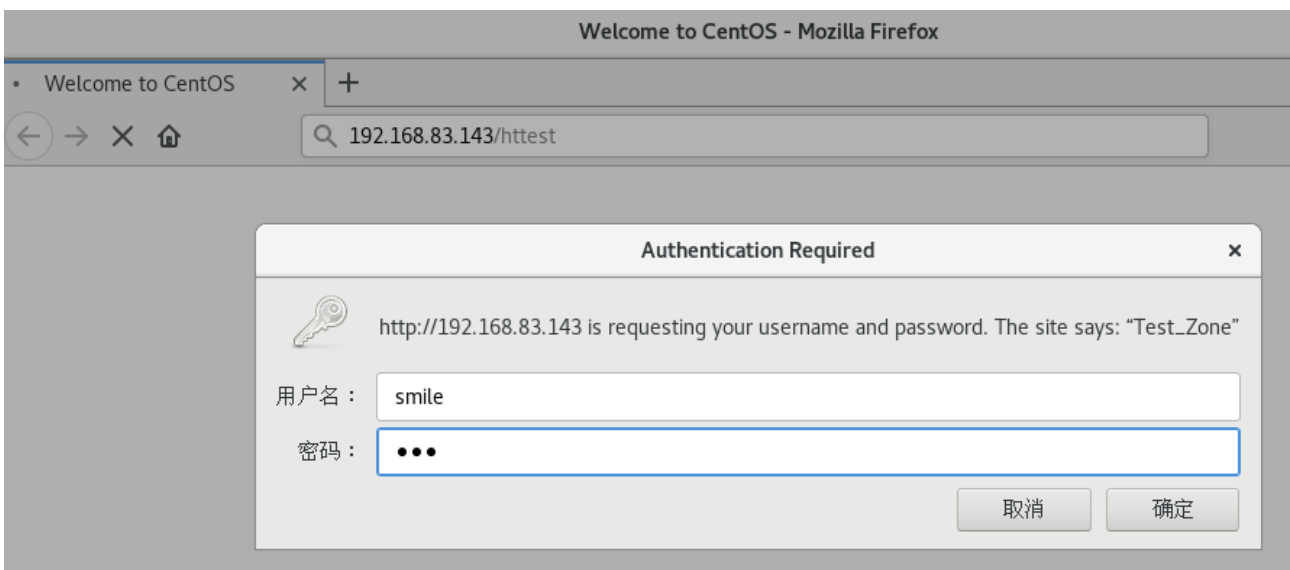 Welcome to CentOS - Mozilla Firefox
Welcome to CentOS
192.168.83.143/httest
Authentication Required
http://192.168.83.143 is requesting your username and password. The site says: “Test_Zone”
用户名： smile
密码： •••
取消 确定